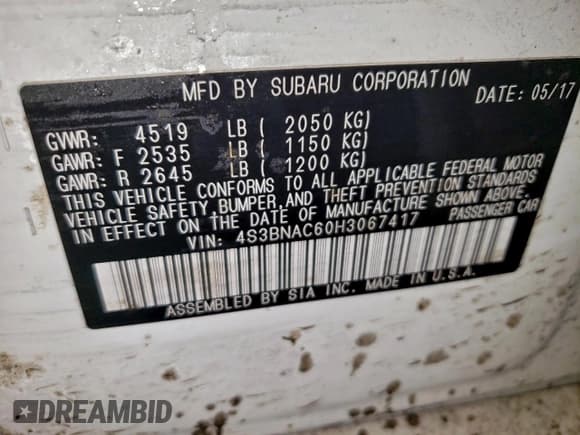 MFD BY SUBARU CORPORATION
DATE: 05/17
GVWR: 4519 LB ( 2050 KG)
GAWR: F 2535 LB ( 1150 KG)
GAWR: R 2645 LB ( 1200 KG)
THIS VEHICLE CONFORMS TO ALL APPLICABLE FEDERAL MOTOR
VEHICLE SAFETY, BUMPER, AND THEFT PREVENTION STANDARDS
IN EFFECT ON THE DATE OF MANUFACTURE SHOWN ABOVE.
VIN: 4S3BNAC60H3067417 PASSENGER CAR
ASSEMBLED BY SIA INC. MADE IN U.S.A.
DREAMBID